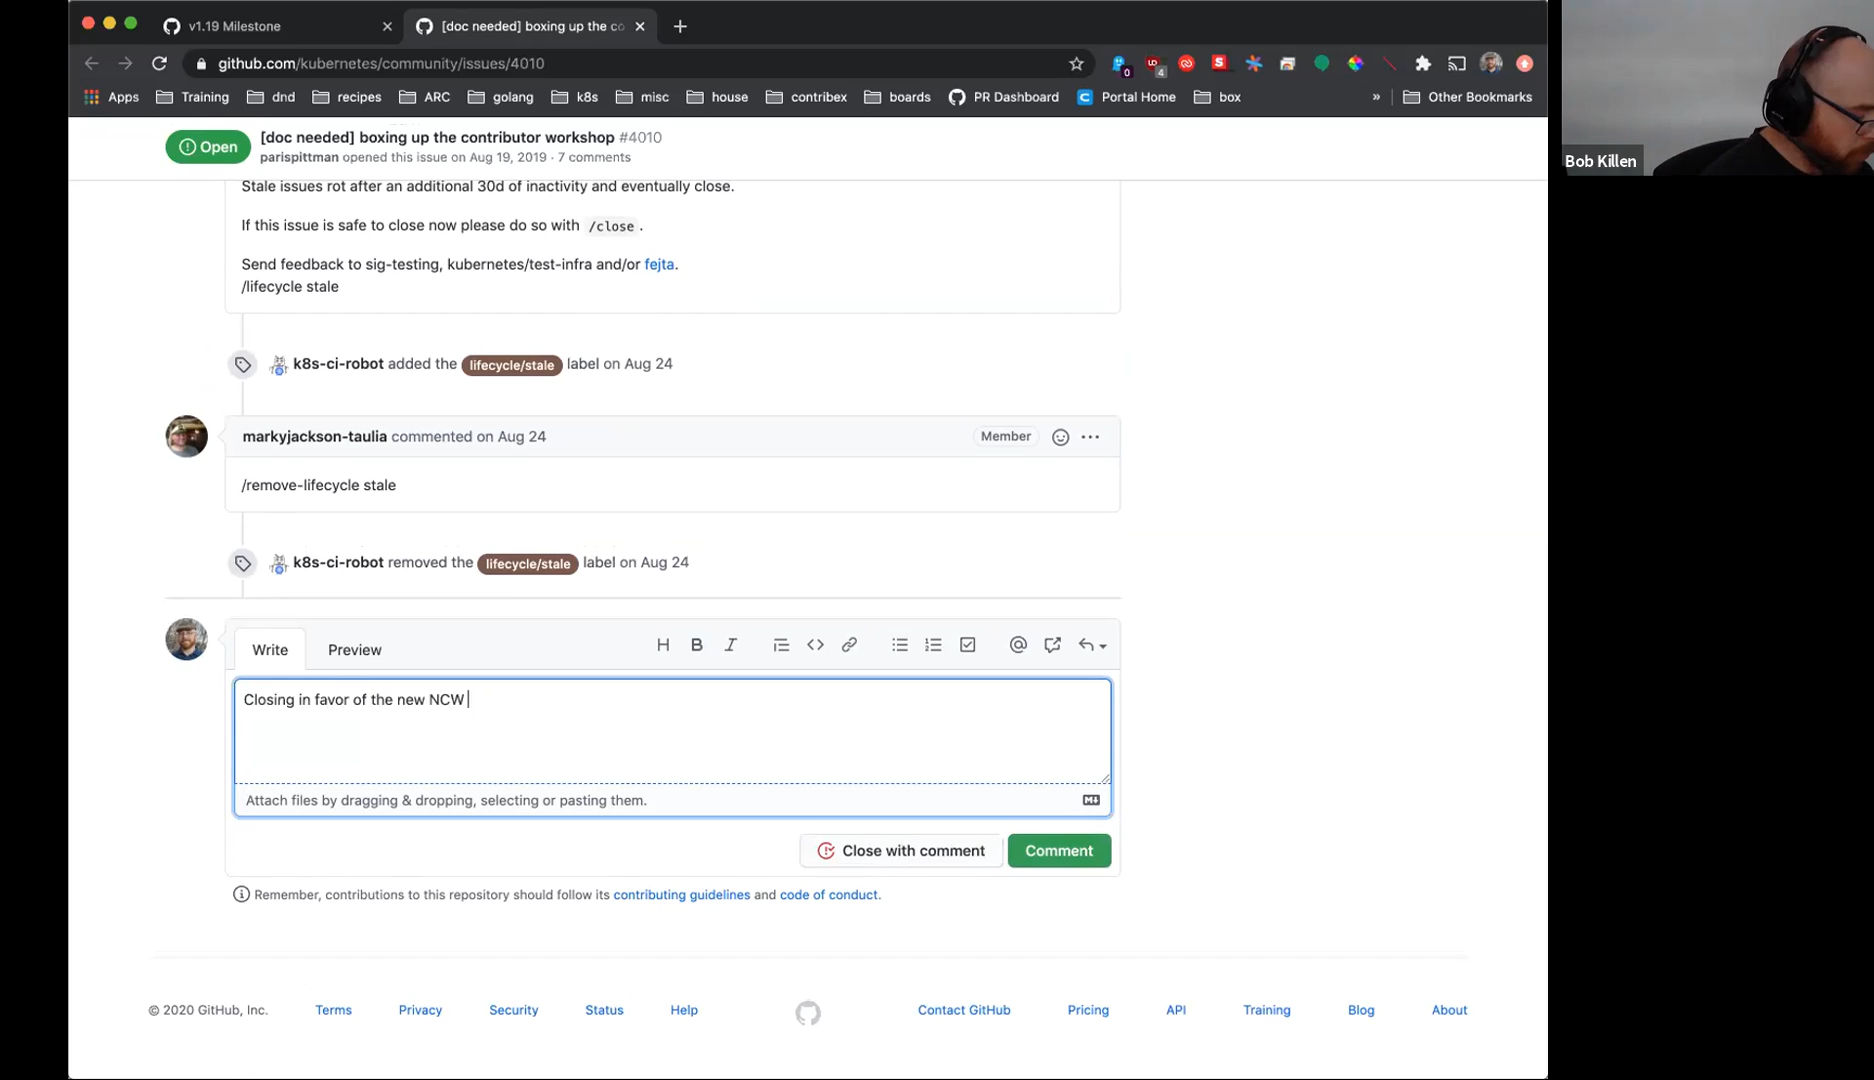 v1.19 Milestone
[doc needed] boxing up the co
github.com/kubernetes/community/issues/4010
0
4
Apps
Training
dnd
recipes
ARC
golang
k8s
misc
house
contribex
boards
PR Dashboard
Portal Home
box
»
Other Bookmarks
Open
[doc needed] boxing up the contributor workshop #4010
parispittman opened this issue on Aug 19, 2019 · 7 comments
Stale issues rot after an additional 30d of inactivity and eventually close.
If this issue is safe to close now please do so with /close .
Send feedback to sig-testing, kubernetes/test-infra and/or fejta.
/lifecycle stale
k8s-ci-robot added the lifecycle/stale label on Aug 24
markyjackson-taulia commented on Aug 24
Member
/remove-lifecycle stale
k8s-ci-robot removed the lifecycle/stale label on Aug 24
Write
Preview
Closing in favor of the new NCW
Attach files by dragging & dropping, selecting or pasting them.
Close with comment
Comment
Remember, contributions to this repository should follow its contributing guidelines and code of conduct.
© 2020 GitHub, Inc.
Terms
Privacy
Security
Status
Help
Contact GitHub
Pricing
API
Training
Blog
About
Bob Killen